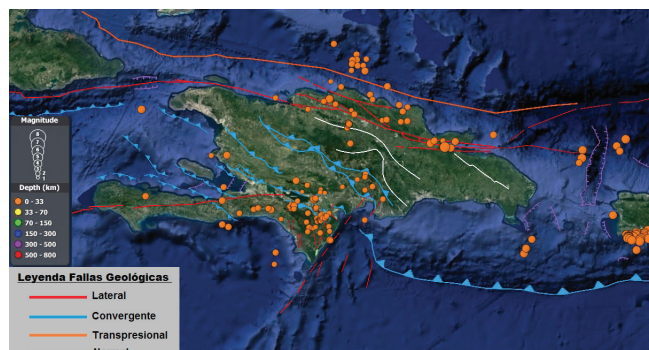 Magnitude
8
7
6
5
4
3
2
1
Depth (km)
0 - 33
33 - 70
70 - 150
150 - 300
300 - 500
500 - 800
Leyenda Fallas Geológicas
Lateral
Convergente
Transpresional